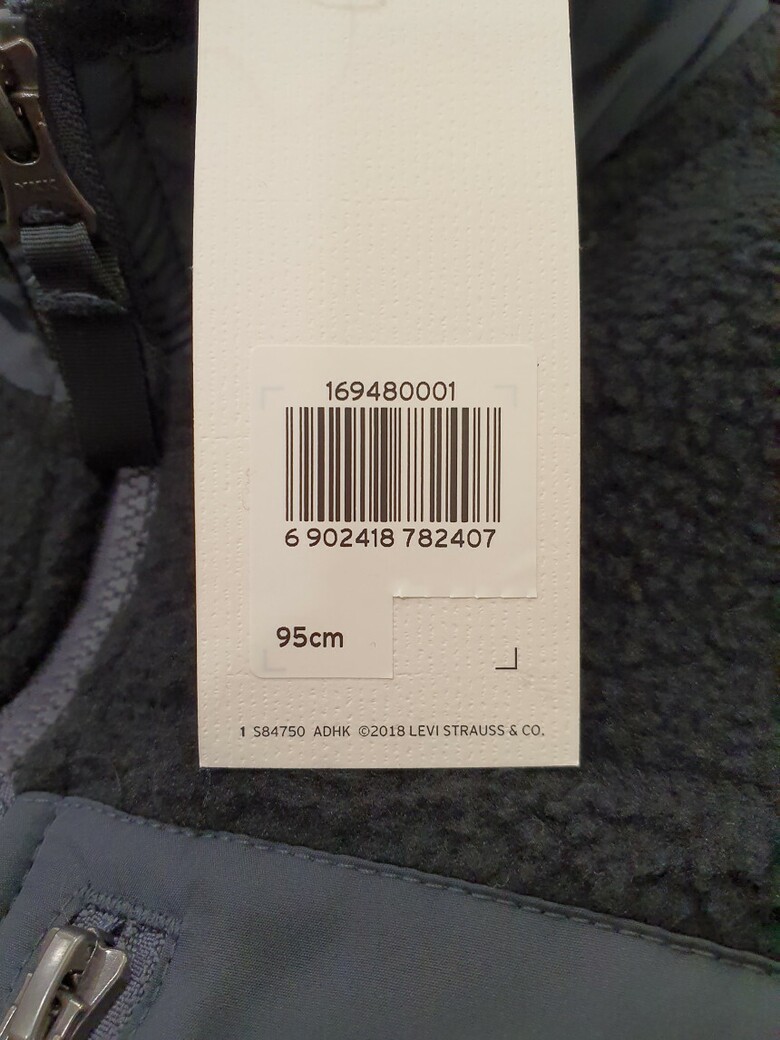 169480001
6 902418 782407
95cm
1 S84750 ADHK ©2018 LEVI STRAUSS & CO.